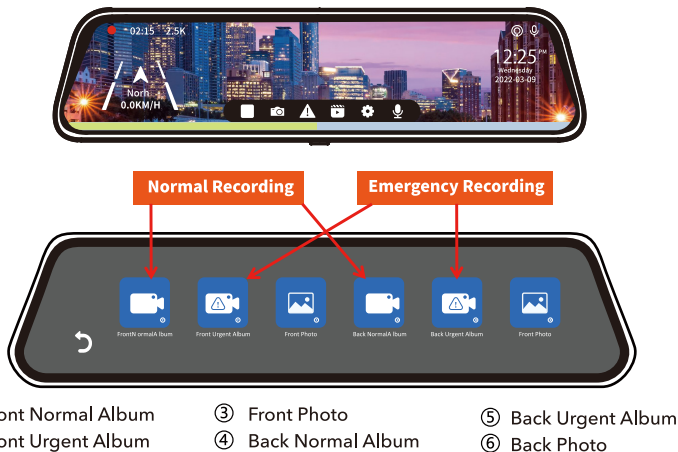 02:15 2.5K
12:25 PM
Wednesday
2022-03-09
Norh
0.0KM/H
Normal Recording
Emergency Recording
FrontN ormalA lbum
Front Urgent Album
Front Photo
Back NormalA lbum
Back Urgent Album
Front Photo
ont Normal Album
③ Front Photo
⑤ Back Urgent Album
ont Urgent Album
④ Back Normal Album
⑥ Back Photo